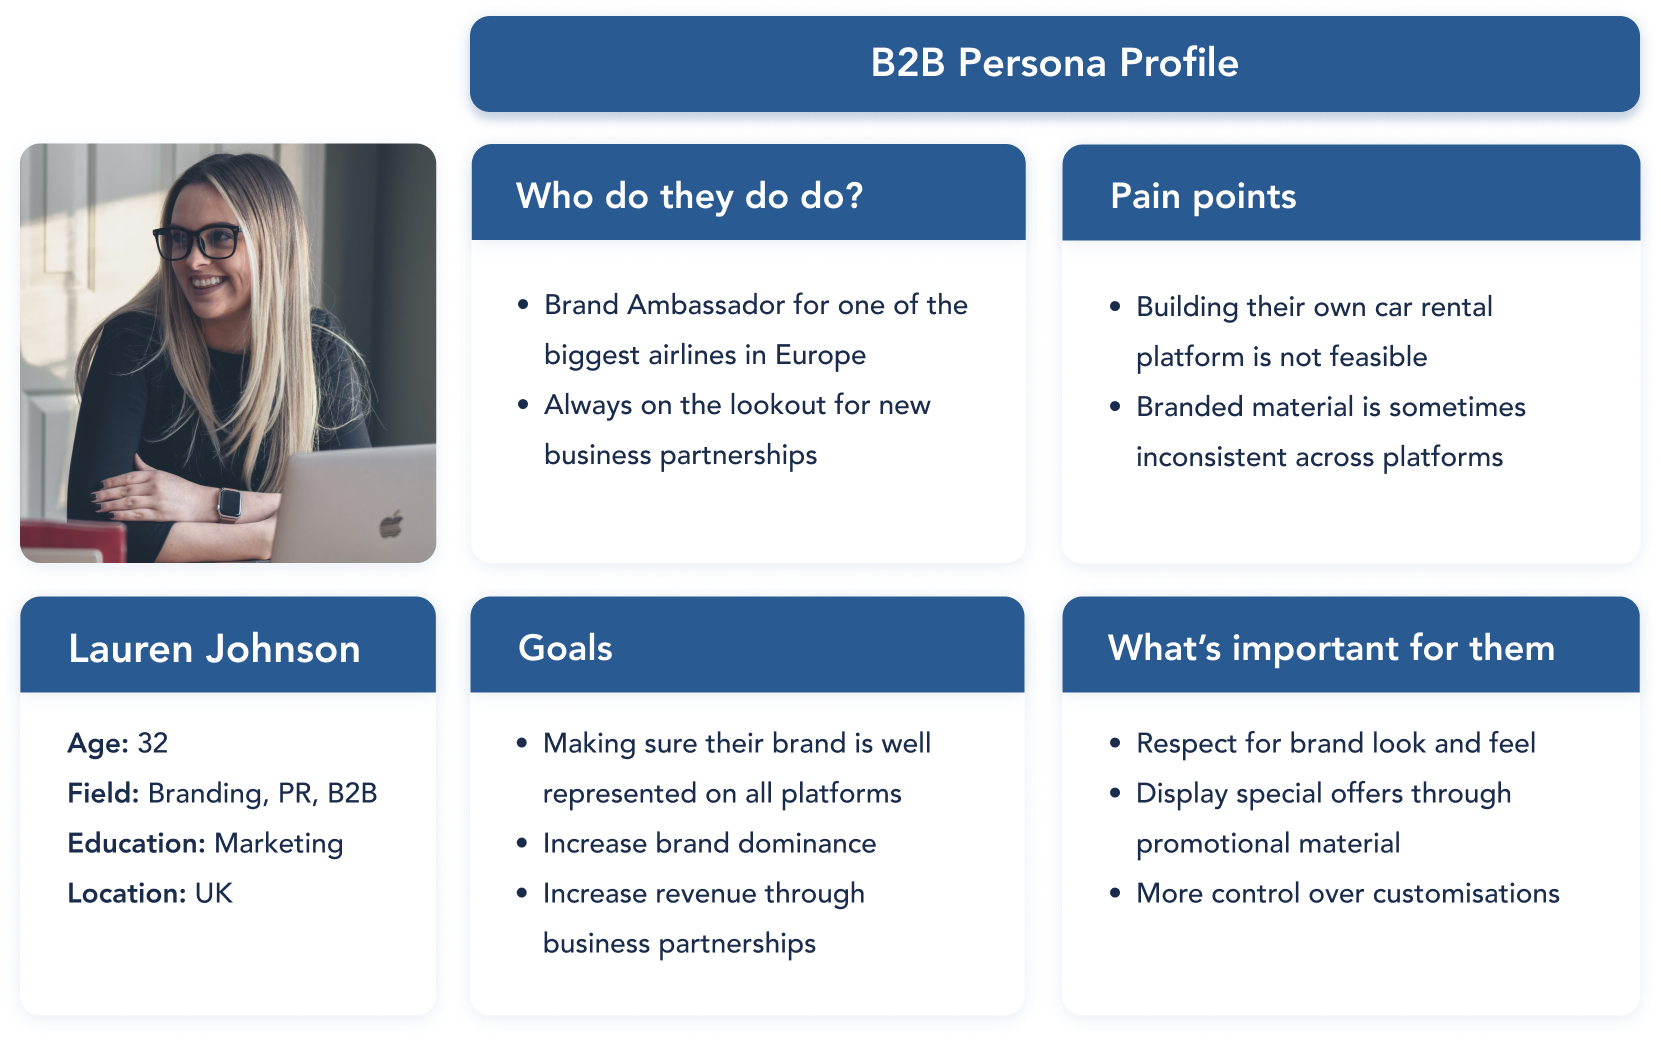 B2B Persona Profile
Who do they do do?
Brand Ambassador for one of the
biggest airlines in Europe
Always on the lookout for new
business partnerships
Pain points
Building their own car rental
platform is not feasible
Branded material is sometimes
inconsistent across platforms
Lauren Johnson
Age: 32
Field: Branding, PR, B2B
Education: Marketing
Location: UK
Goals
Making sure their brand is well
represented on all platforms
Increase brand dominance
Increase revenue through
business partnerships
What’s important for them
Respect for brand look and feel
Display special offers through
promotional material
More control over customisations